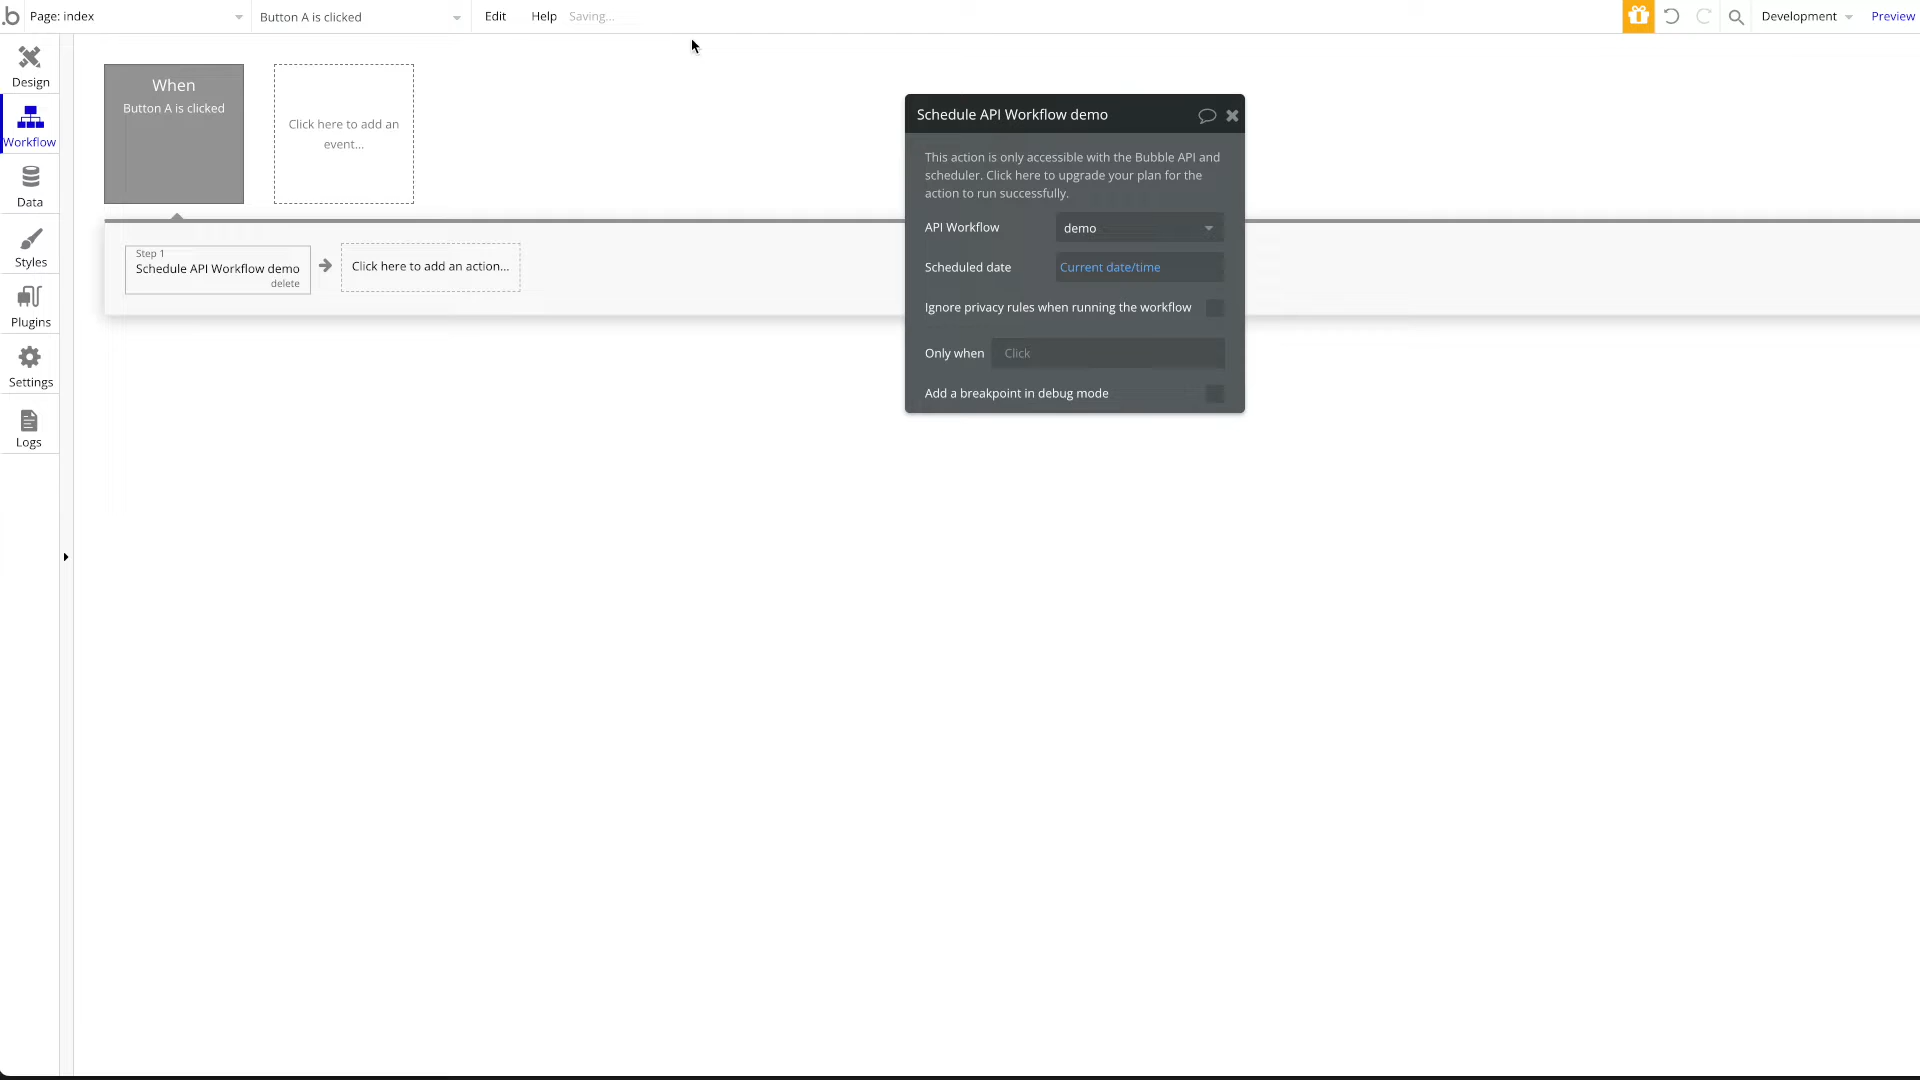 .b
Page: index
Button A is clicked
Edit
Help
Saving...
Development
Preview
Design
Workflow
Data
Styles
Plugins
Settings
Logs
When
Button A is clicked
Click here to add an
event...
Step 1
Schedule API Workflow demo
delete
Click here to add an action...
Schedule API Workflow demo
This action is only accessible with the Bubble API and
scheduler. Click here to upgrade your plan for the
action to run successfully.
API Workflow
demo
Scheduled date
Current date/time
Ignore privacy rules when running the workflow
Only when
Click
Add a breakpoint in debug mode